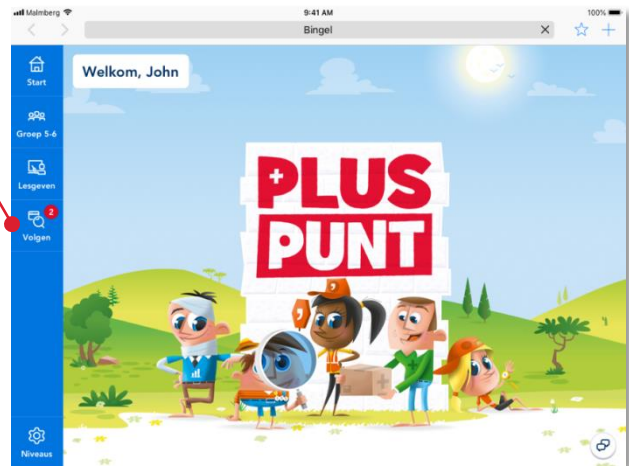 Malmberg
9:41 AM
100%
Bingel
Start
Welkom, John
Groep 5-6
Lesgeven
2
Volgen
PLUS
PUNT
Niveaus